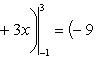 + 3x)|_{-1}^{3} = (- 9